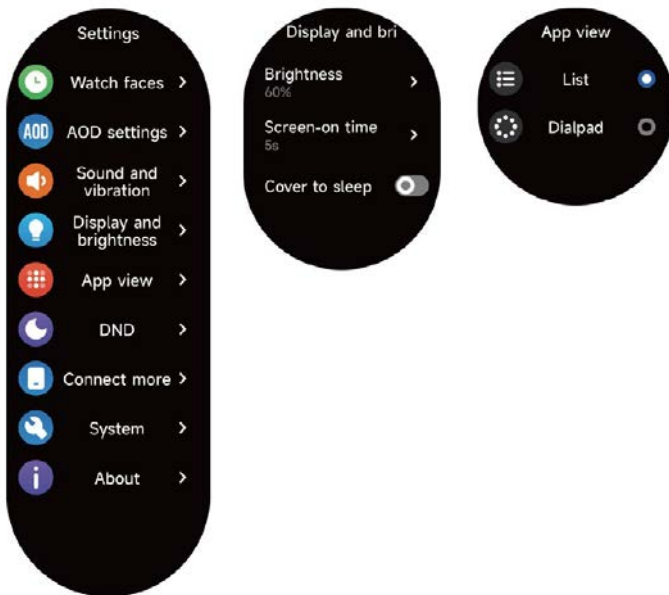 Settings
Watch faces
AOD
AOD settings
Sound and
vibration
Display and
brightness
App view
DND
Connect more
System
i
About
Display and bri
Brightness
60%
Screen-on time
5s
Cover to sleep
App view
List
Dialpad